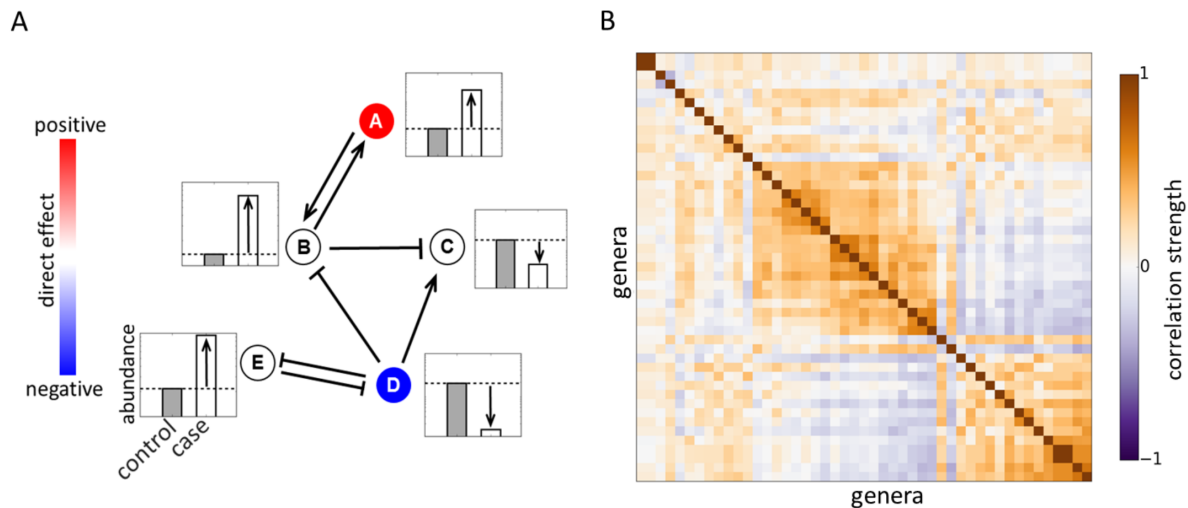 A
positive
direct effect
negative
A
B
C
E
D
abundance
control
case
B
genera
genera
1
0
−1
correlation strength